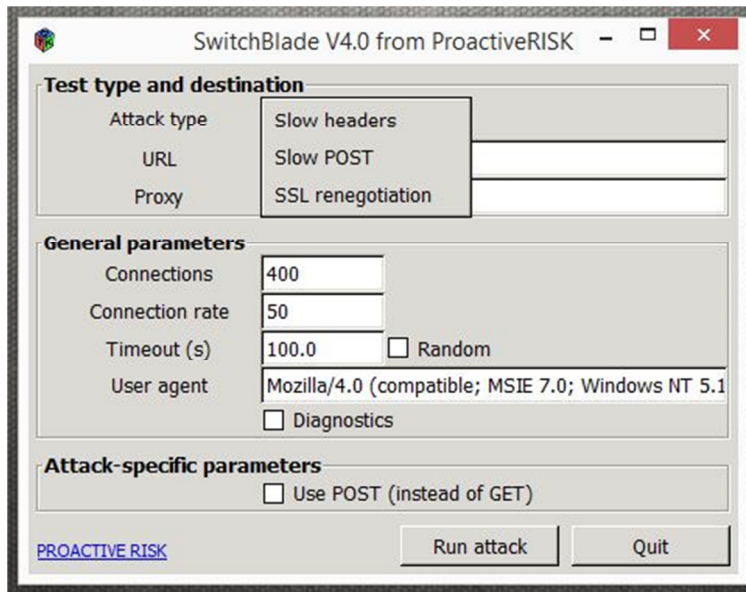 SwitchBlade V4.0 from ProactiveRISK
Test type and destination
Attack type
Slow headers
Slow POST
SSL renegotiation
URL
Proxy
General parameters
Connections 400
Connection rate 50
Timeout (s) 100.0 Random
User agent Mozilla/4.0 (compatible; MSIE 7.0; Windows NT 5.1
Diagnostics
Attack-specific parameters
Use POST (instead of GET)
PROACTIVE RISK Run attack Quit